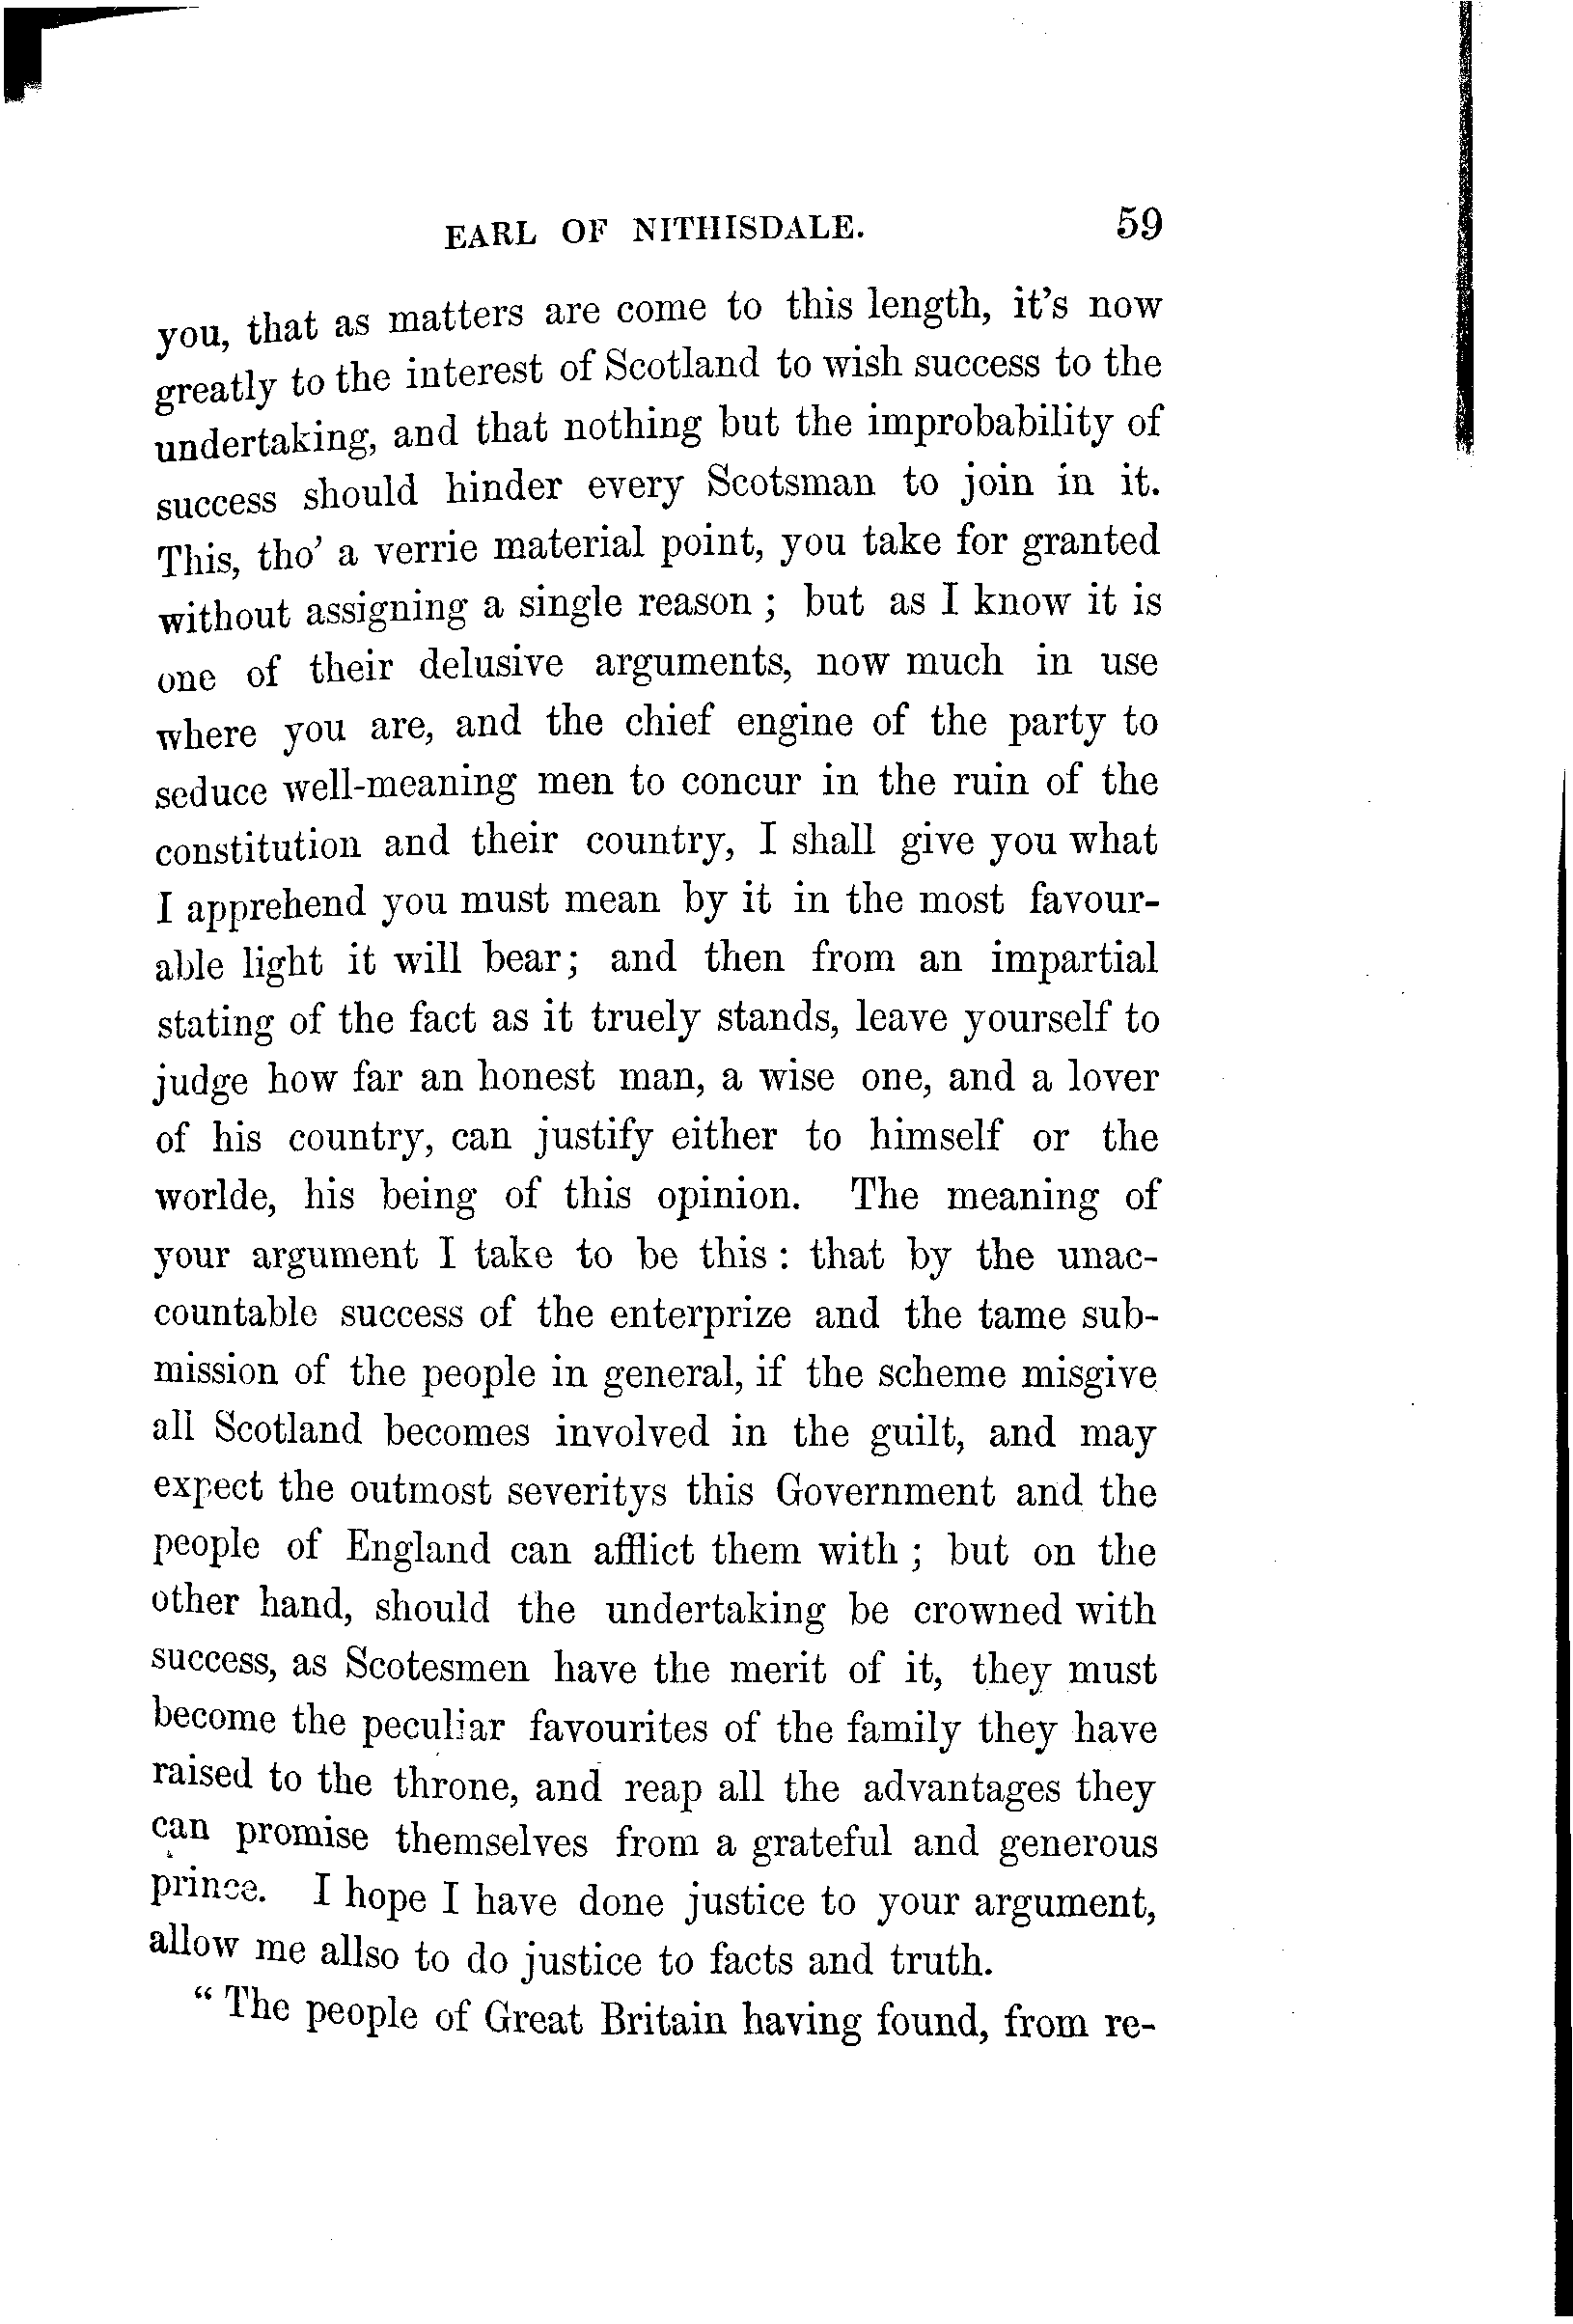 EARL OF NITHISDALE. 59
you, that as matters are come to this length, it's now
greatly to the interest of Scotland to wish success to the
undertaking, and that nothing but the improbability of
success should hinder every Scotsman to join in it.
This, tho' a verrie material point, you take for granted
without assigning a single reason ; but as I know it is
one of their delusive arguments, now much in use
where you are, and the chief engine of the party to
seduce well-meaning men to concur in the ruin of the
constitution and their country, I shall give you what
I apprehend you must mean by it in the most favour-
able light it will bear; and then from an impartial
stating of the fact as it truely stands, leave yourself to
judge how far an honest man, a wise one, and a lover
of his country, can justify either to himself or the
worlde, his being of this opinion. The meaning of
your argument I take to be this : that by the unac-
countable success of the enterprize and the tame sub-
mission of the people in general, if the scheme misgive
all Scotland becomes involved in the guilt, and may
expect the outmost severitys this Government and the
people of England can afflict them with ; but on the
other hand, should the undertaking be crowned with
success, as Scotesmen have the merit of it, they must
become the peculiar favourites of the family they have
raised to the throne, and reap all the advantages they
can promise themselves from a grateful and generous
prince. I hope I have done justice to your argument,
allow me allso to do justice to facts and truth.
“ The people of Great Britain having found, from re-